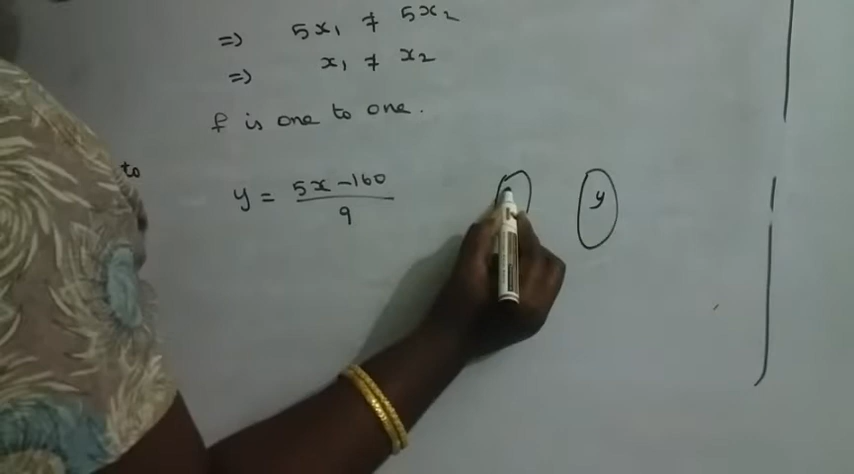 => 5x₁ ≠ 5x₂
=> x₁ ≠ x₂
f is one to one.
to
y = 5x - 160 / 9
y